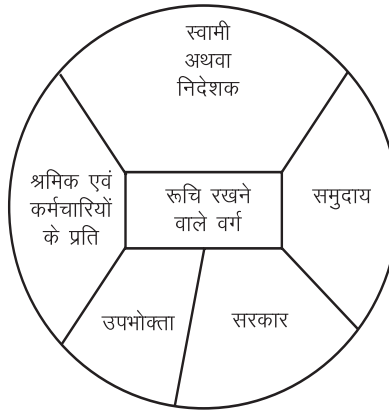 स्वामी
अथवा
निदेशक
श्रमिक एवं
कर्मचारियों
के प्रति
रूचि रखने
वाले वर्ग
समुदाय
उपभोक्ता
सरकार